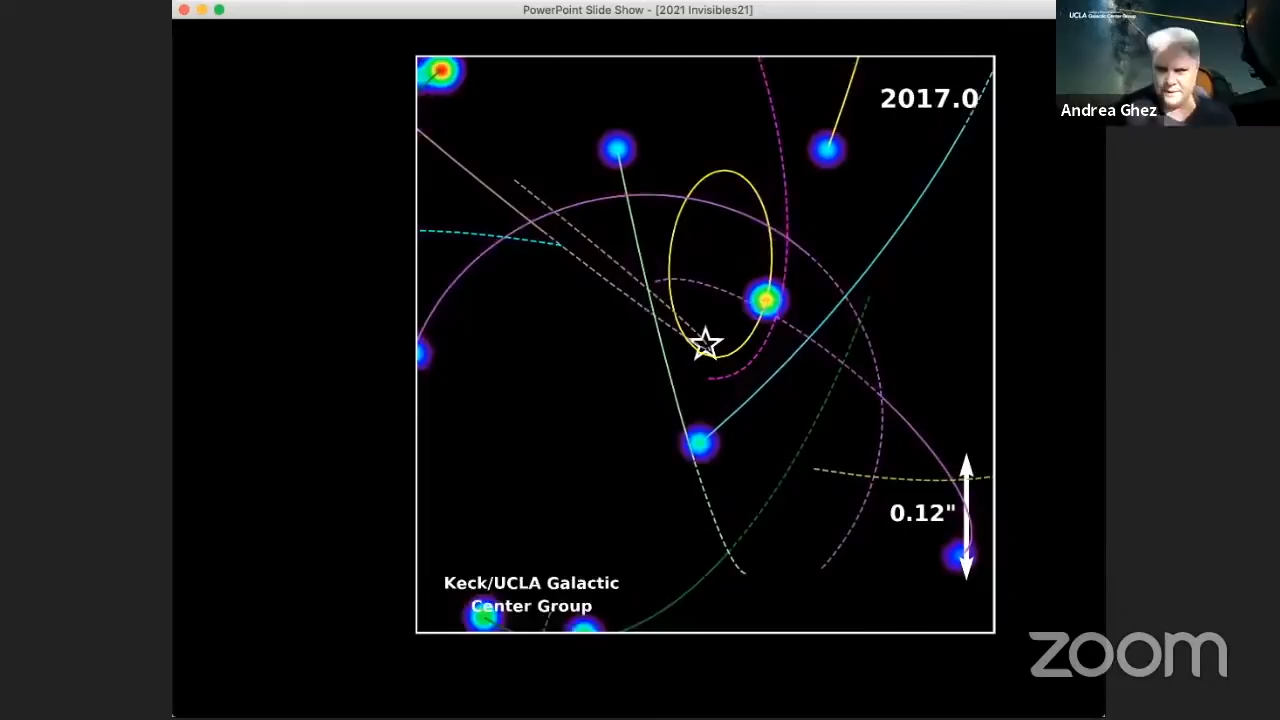 PowerPoint Slide Show - [2021 Invisibles21]
UCLA Galactic Center Group
Andrea Ghez
2017.0
0.12"
Keck/UCLA Galactic
Center Group
zoom